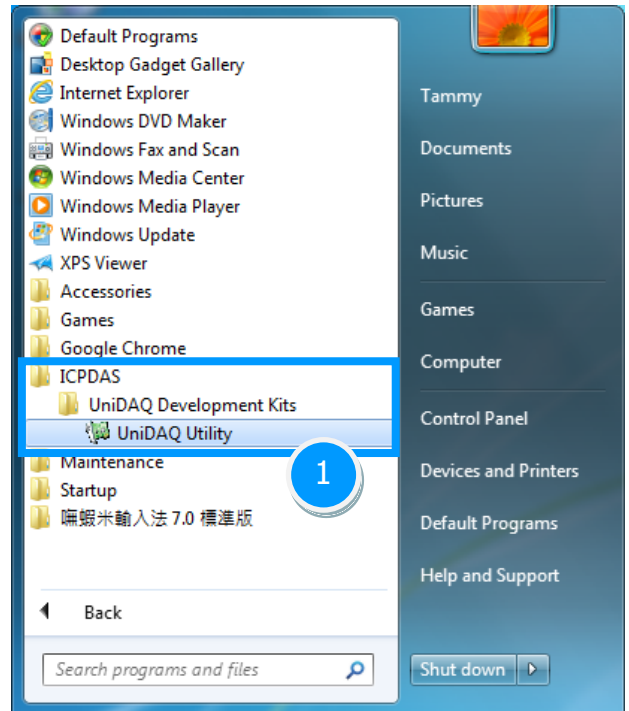 Default Programs
Desktop Gadget Gallery
Internet Explorer
Windows DVD Maker
Windows Fax and Scan
Windows Media Center
Windows Media Player
Windows Update
XPS Viewer
Accessories
Games
Google Chrome
ICPDAS
UniDAQ Development Kits
UniDAQ Utility
Maintenance
1
Startup
嘸蝦米輸入法 7.0 標準版
Back
Search programs and files
Tammy
Documents
Pictures
Music
Games
Computer
Control Panel
Devices and Printers
Default Programs
Help and Support
Shut down